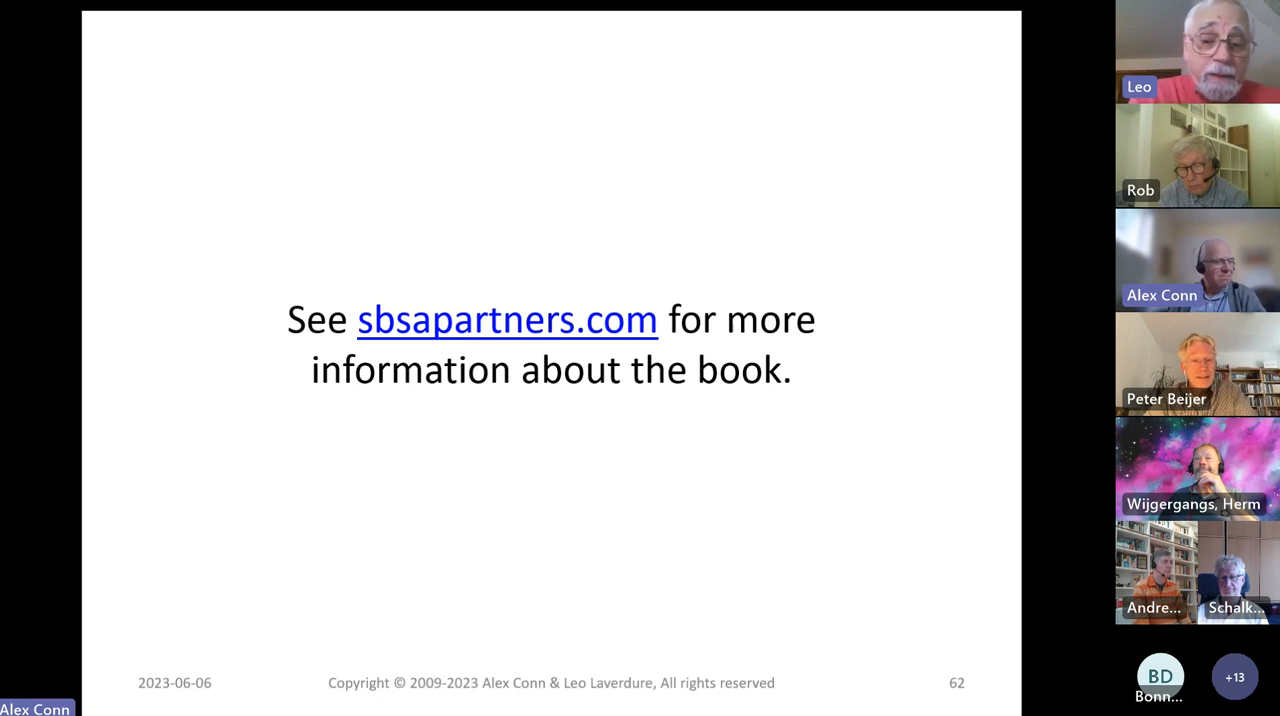 See sbsapartners.com for more
information about the book.
2023-06-06
Copyright © 2009-2023 Alex Conn & Leo Laverdure, All rights reserved
62
Alex Conn
Leo
Rob
Alex Conn
Peter Beijer
Wijgergangs, Herm
Andre...
Schalk...
BD
Bonn...
+13